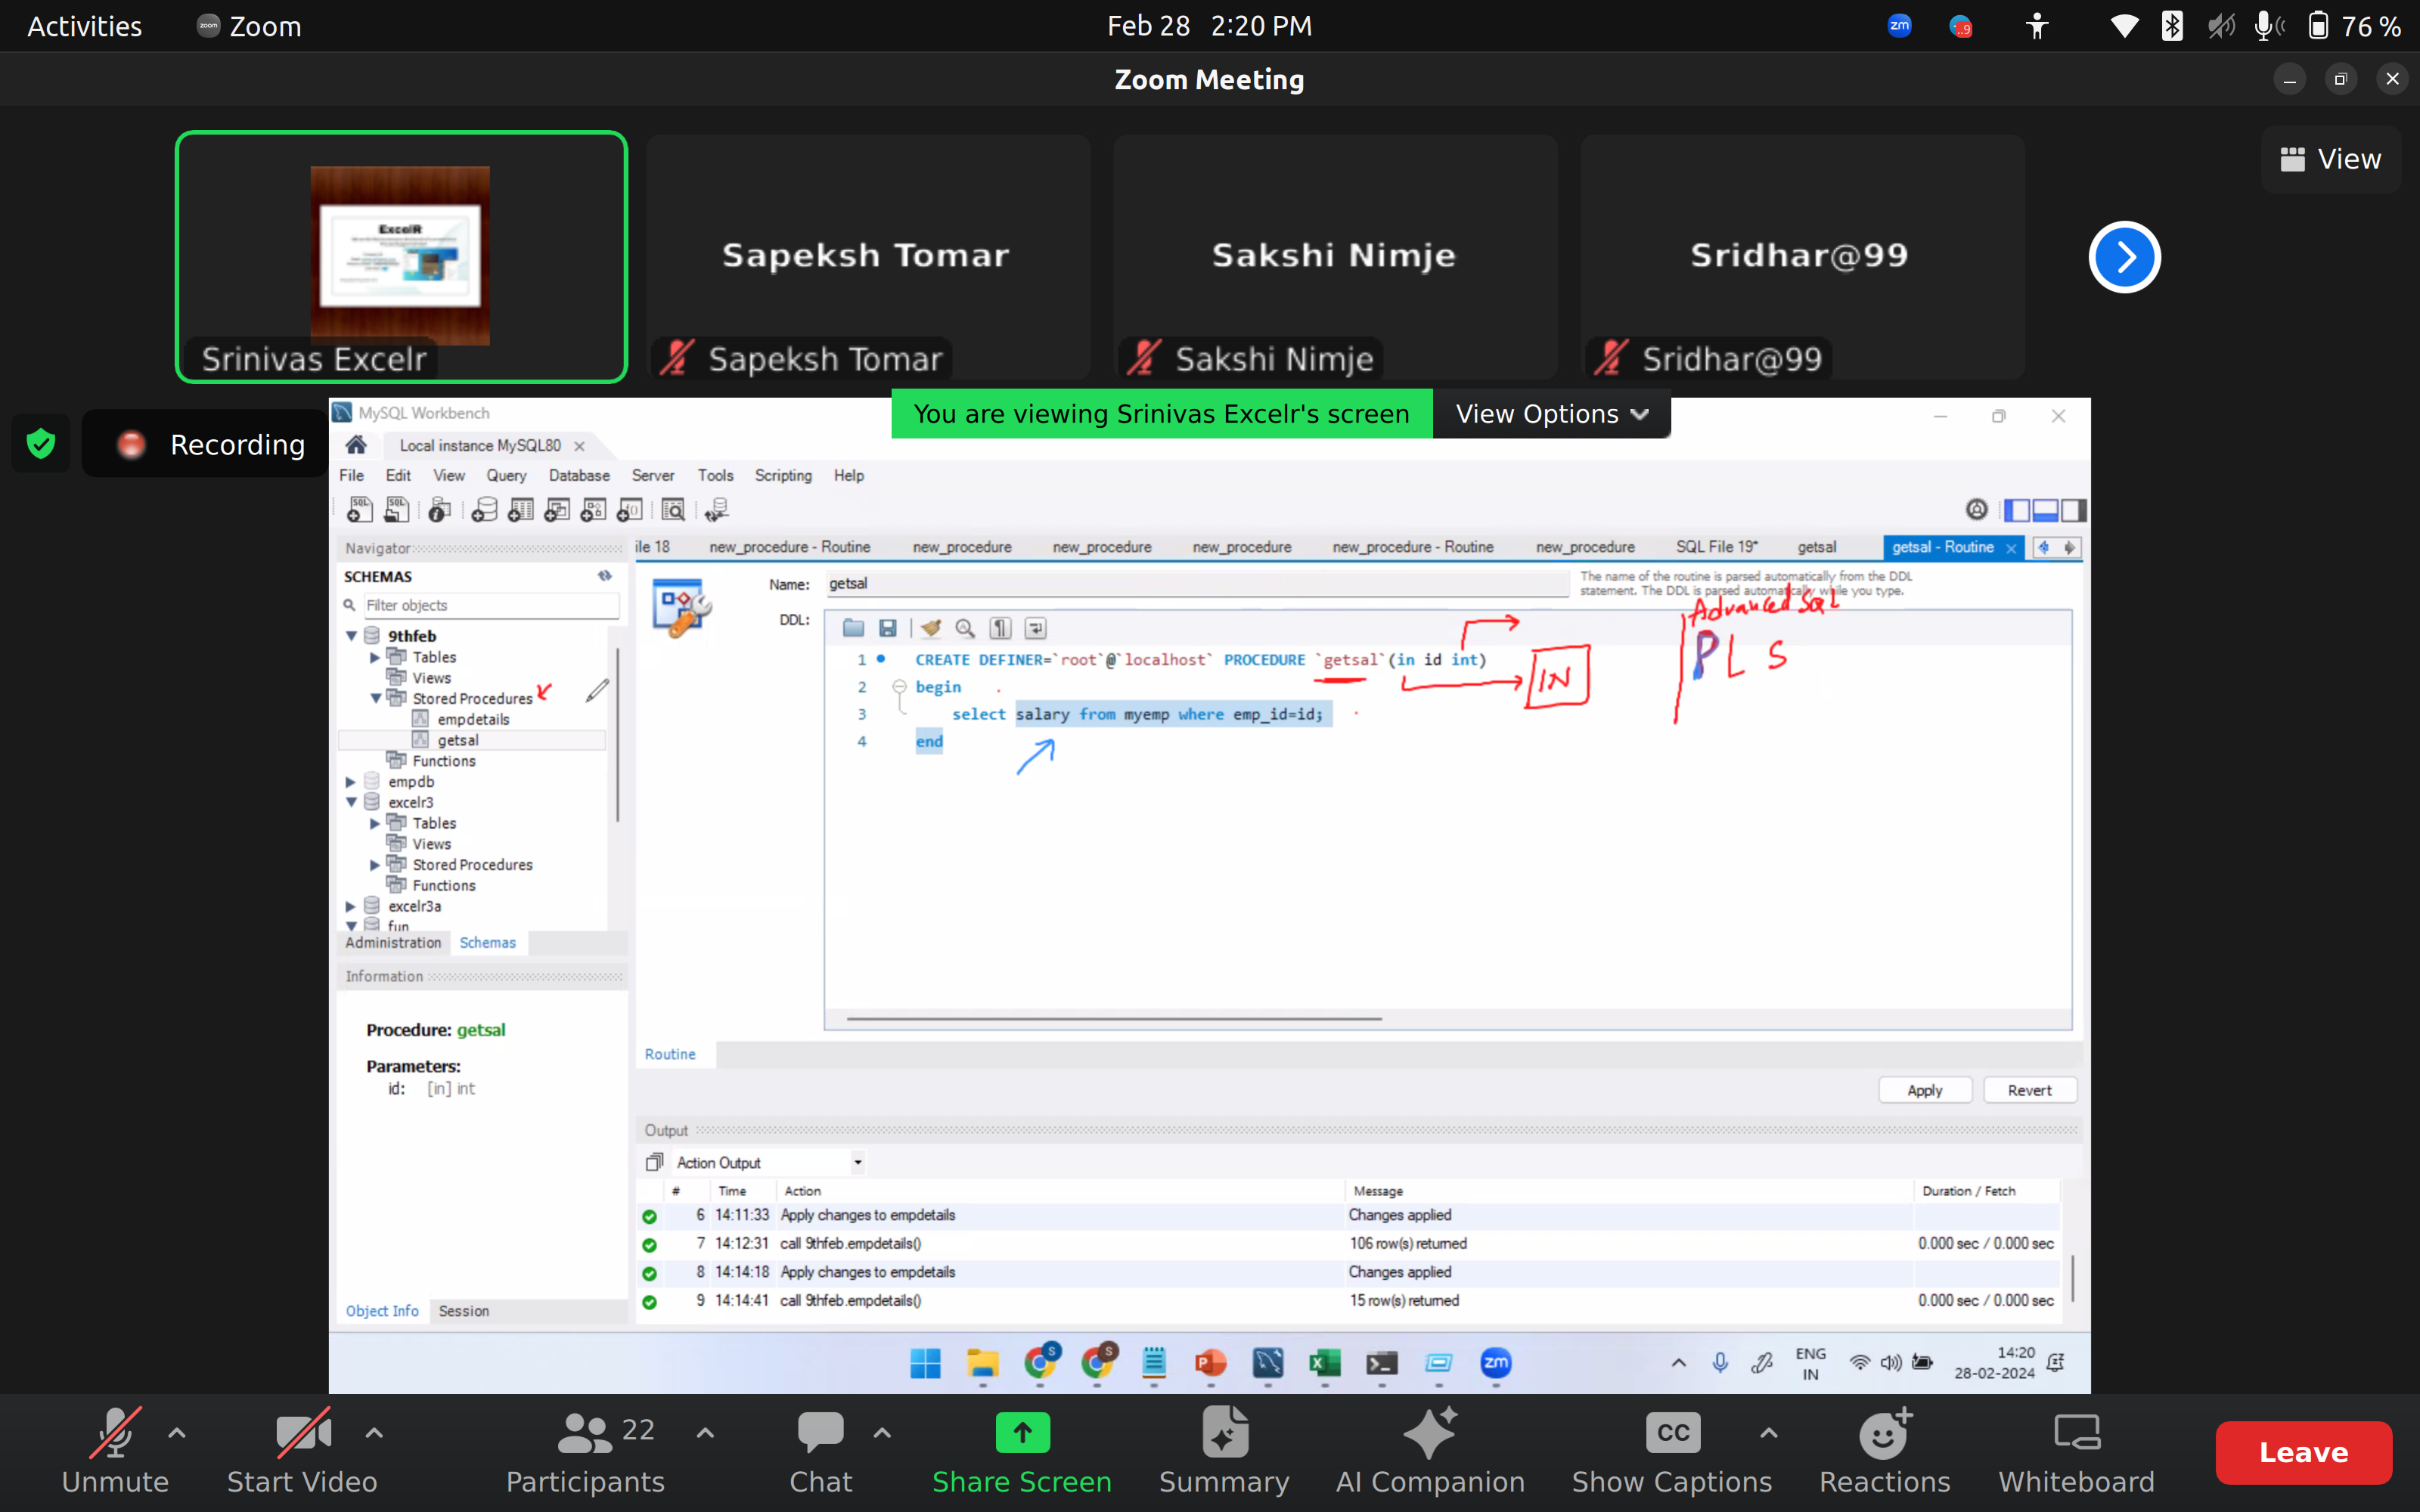 Activities Zoom Feb 28 2:20 PM 76 %
Zoom Meeting
View
ExcelR
Sapeksh Tomar Sakshi Nimje Sridhar@99
Srinivas Excelr Sapeksh Tomar Sakshi Nimje Sridhar@99
You are viewing Srinivas Excelr's screen View Options
Recording
MySQL Workbench
Local instance MySQL80
File Edit View Query Database Server Tools Scripting Help
Navigator
ile 18 new_procedure - Routine new_procedure new_procedure new_procedure new_procedure - Routine new_procedure SQL File 19* getsal getsal - Routine
SCHEMAS
Filter objects
9thfeb
Tables
Views
Stored Procedures
empdetails
getsal
Functions
empdb
excelr3
Tables
Views
Stored Procedures
Functions
excelr3a
fun
Administration Schemas
Information
Procedure: getsal
Parameters:
id: [in] int
Object Info Session
Name: getsal
The name of the routine is parsed automatically from the DDL
statement. The DDL is parsed automatically while you type.
DDL:
Advanced Sql
PL S
1 CREATE DEFINER=`root`@`localhost` PROCEDURE `getsal`(in id int)
2 begin
IN
3 select salary from myemp where emp_id=id;
4 end
Routine
Apply Revert
Output
Action Output
# Time Action Message Duration / Fetch
6 14:11:33 Apply changes to empdetails Changes applied
7 14:12:31 call 9thfeb.empdetails() 106 row(s) returned 0.000 sec / 0.000 sec
8 14:14:18 Apply changes to empdetails Changes applied
9 14:14:41 call 9thfeb.empdetails() 15 row(s) returned 0.000 sec / 0.000 sec
ENG
IN
14:20
28-02-2024
22
Unmute Start Video Participants Chat Share Screen Summary AI Companion Show Captions Reactions Whiteboard Leave